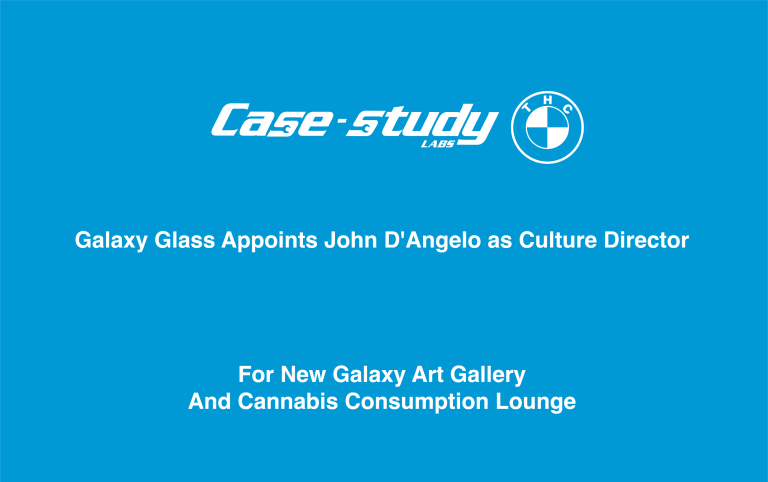 Case-study
LABS
THC
Galaxy Glass Appoints John D'Angelo as Culture Director
For New Galaxy Art Gallery
And Cannabis Consumption Lounge